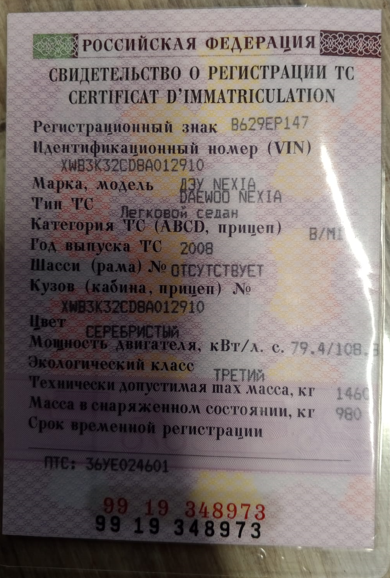 РОССИЙСКАЯ ФЕДЕРАЦИЯ
СВИДЕТЕЛЬСТВО О РЕГИСТРАЦИИ ТС
CERTIFICAT D'IMMATRICULATION
Регистрационный знак В629ЕР147
Идентификационный номер (VIN)
XWB3K32CD8A012910
Марка, модель ДЭУ NEXIA
DAEWOO NEXIA
Тип ТС
Легковой седан
Категория ТС (ABCD, прицеп) B/M1
Год выпуска ТС 2008
Шасси (рама) № ОТСУТСТВУЕТ
Кузов (кабина, прицеп) №
XWB3K32CD8A012910
Цвет
СЕРЕБРИСТЫЙ
Мощность двигателя, кВт/л. с. 79.4/108.
Экологический класс
ТРЕТИЙ
Технически допустимая max масса, кг 1460
Масса в снаряженном состоянии, кг 980
Срок временной регистрации
ПТС: 36УЕ024601
99 19 348973
99 19 348973